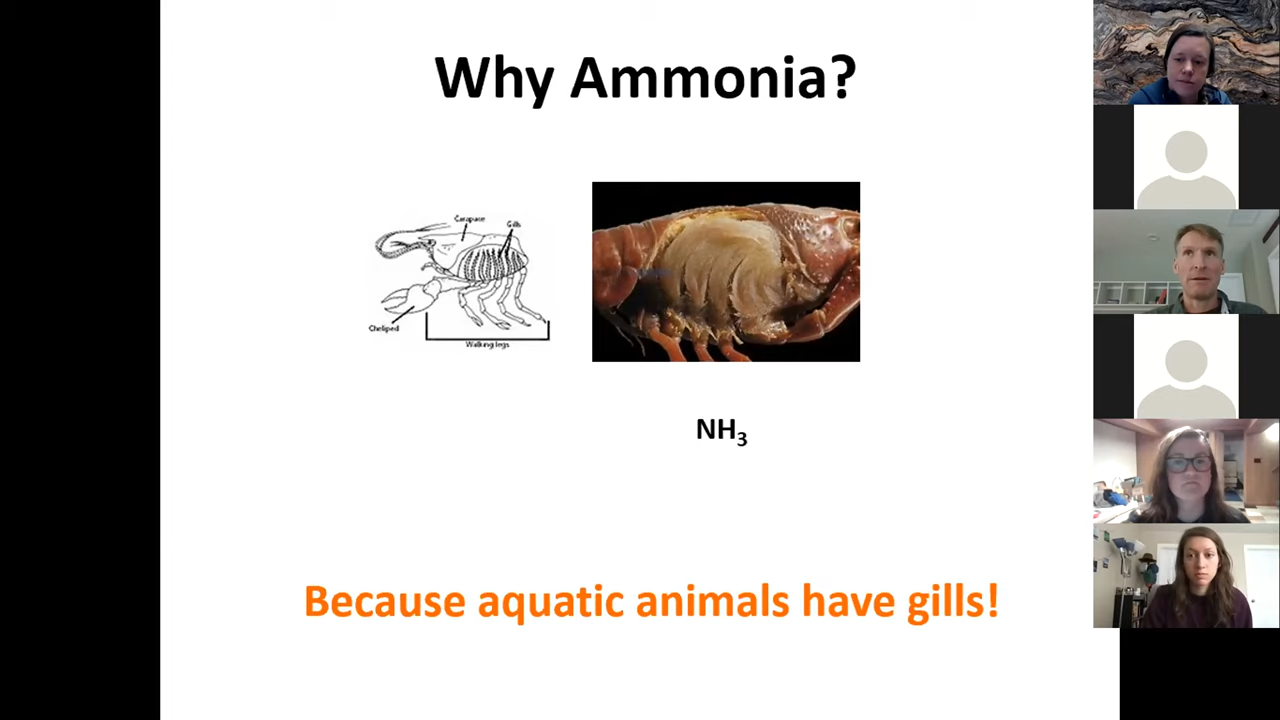 Why Ammonia?
Carapace
Gills
Cheliped
Walking legs
NH₃
Because aquatic animals have gills!